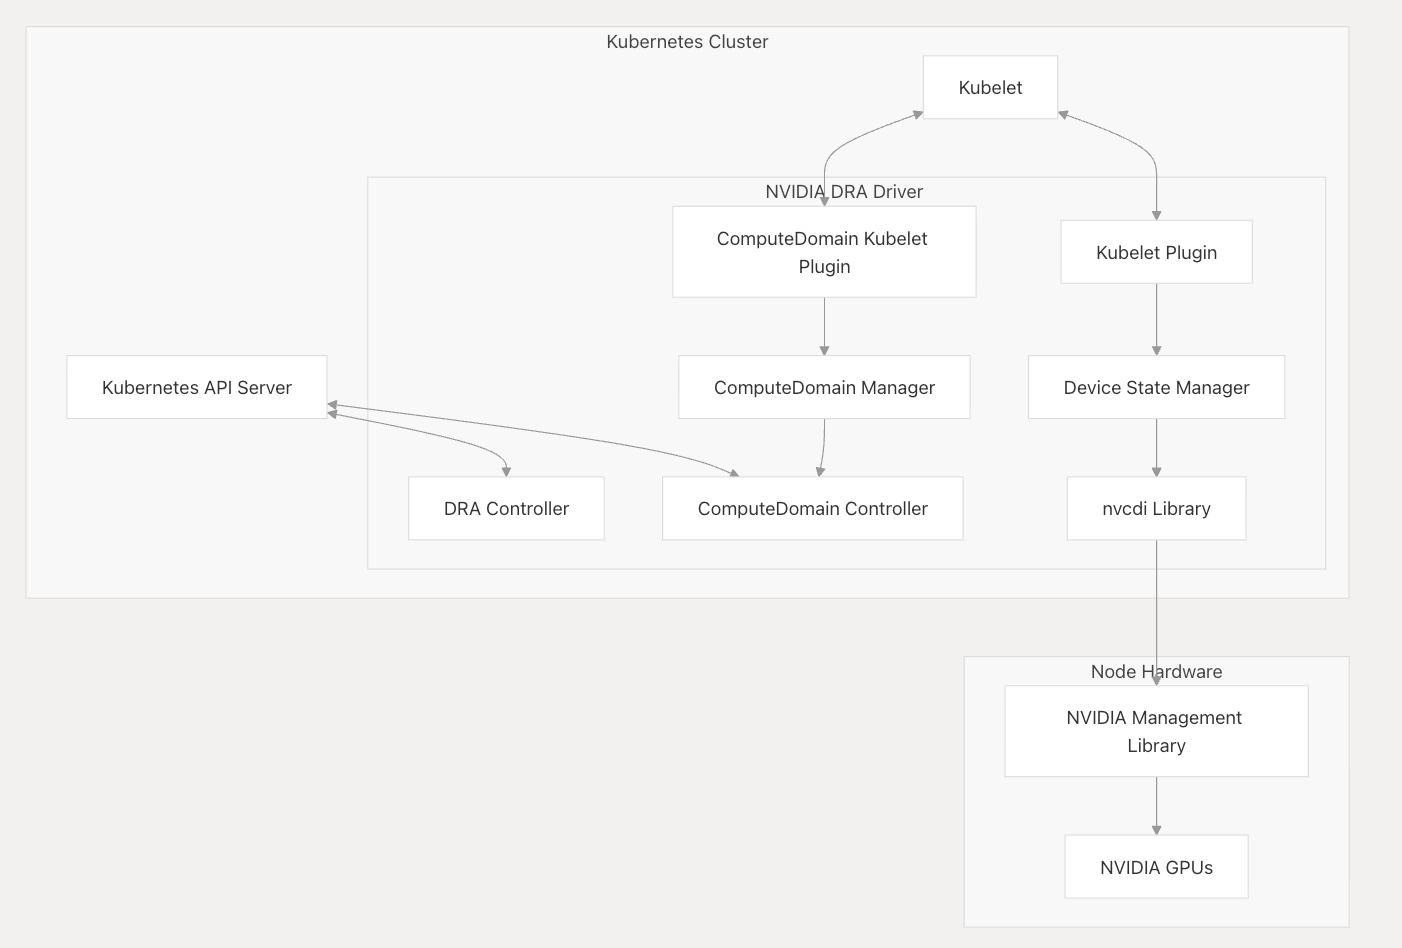 Kubernetes Cluster
Kubelet
NVIDIA DRA Driver
ComputeDomain Kubelet
Plugin
Kubelet Plugin
Kubernetes API Server
ComputeDomain Manager
Device State Manager
DRA Controller
ComputeDomain Controller
nvcdi Library
Node Hardware
NVIDIA Management
Library
NVIDIA GPUs